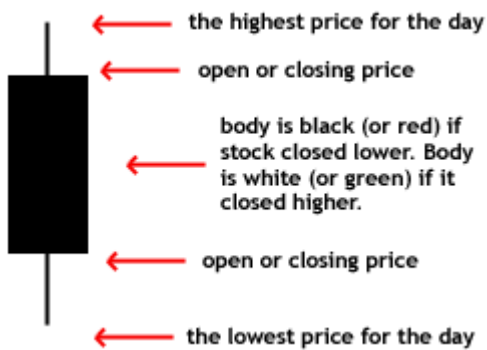 the highest price for the day
open or closing price
body is black (or red) if
stock closed lower. Body
is white (or green) if it
closed higher.
open or closing price
the lowest price for the day